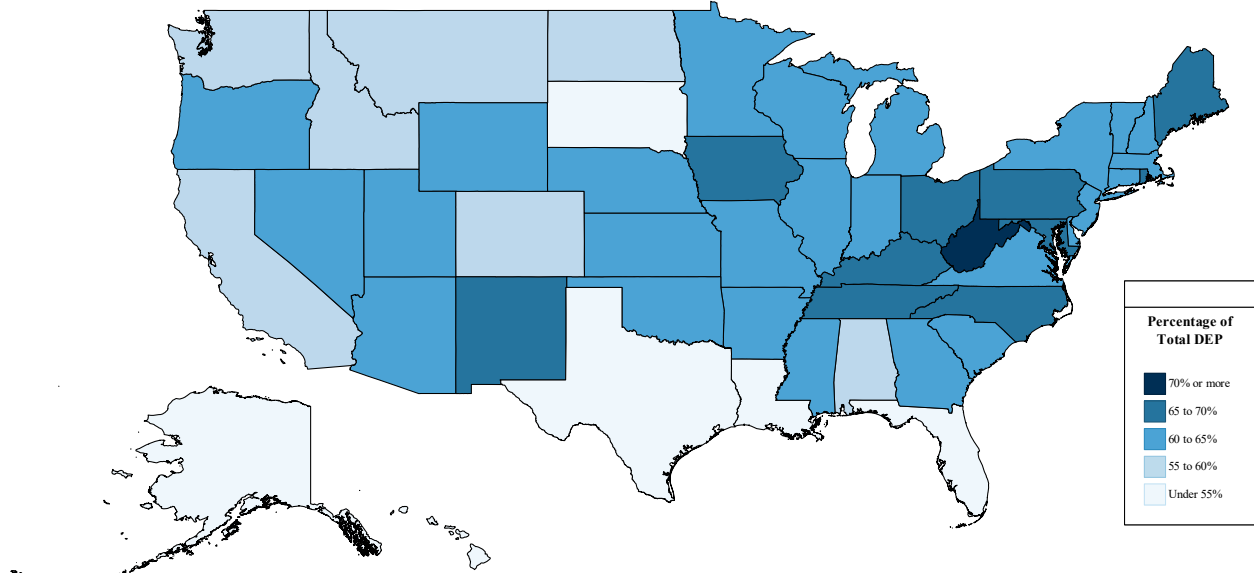 Percentage of
Total DEP
70% or more
65 to 70%
60 to 65%
55 to 60%
Under 55%